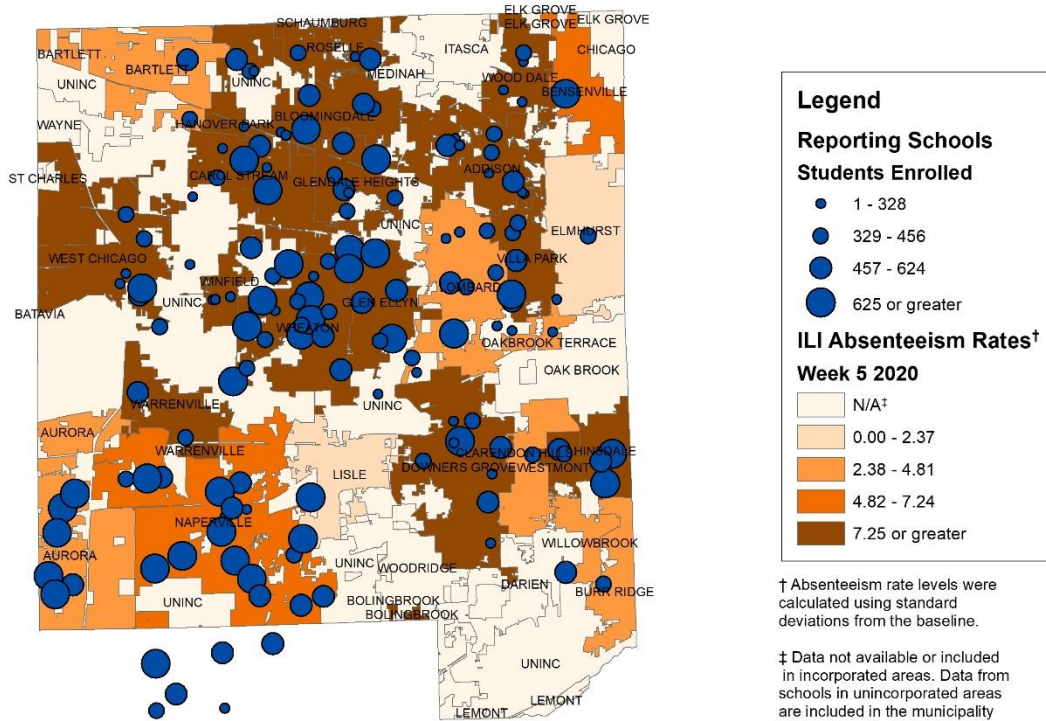 ELK GROVE
ELK GROVE
SCHAUMBURG
ROSELLE
ITASCA
CHICAGO
BARTLETT
BARTLETT
MEDINAH
UNINC
UNINC
WOOD DALE
BENSENVILLE
WAYNE
HANOVER PARK
BLOOMINGDALE
ST CHARLES
CAROL STREAM
GLENDALE HEIGHTS
ADDISON
UNINC
ELMHURST
WEST CHICAGO
VILLA PARK
WINFIELD
LOMBARD
UNINC
GLEN ELLYN
BATAVIA
WHEATON
OAKBROOK TERRACE
OAK BROOK
UNINC
WARRENVILLE
AURORA
WARRENVILLE
CLARENDON HILLS
HINSDALE
LISLE
DOWNERS GROVE
WESTMONT
NAPERVILLE
WILLOWBROOK
AURORA
UNINC
WOODRIDGE
DARIEN
BURR RIDGE
UNINC
BOLINGBROOK
BOLINGBROOK
UNINC
LEMONT
LEMONT
Legend
Reporting Schools
Students Enrolled
1 - 328
329 - 456
457 - 624
625 or greater
ILI Absenteeism Rates†
Week 5 2020
N/A‡
0.00 - 2.37
2.38 - 4.81
4.82 - 7.24
7.25 or greater
† Absenteeism rate levels were
calculated using standard
deviations from the baseline.
‡ Data not available or included
in incorporated areas. Data from
schools in unincorporated areas
are included in the municipality